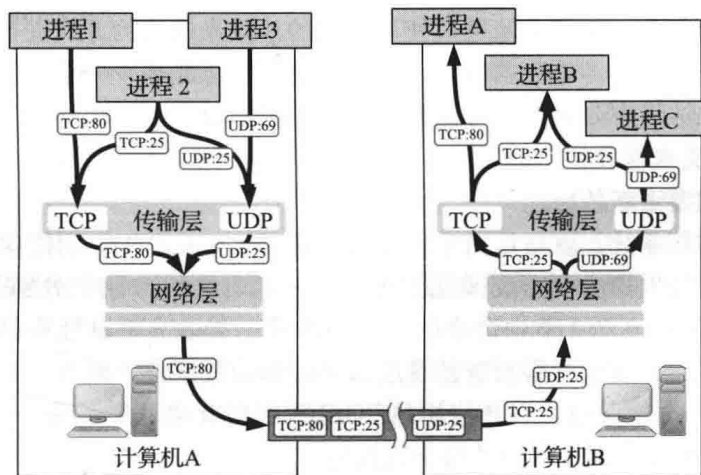 进程1
进程3
进程2
TCP:80
TCP:25
UDP:69
UDP:25
TCP
传输层
UDP
TCP:80
UDP:25
网络层
TCP:80
计算机A
TCP:80
TCP:25
UDP:25
进程A
进程B
进程C
TCP:80
TCP:25
UDP:25
UDP:69
TCP
传输层
UDP
TCP:25
UDP:69
网络层
UDP:25
TCP:25
计算机B